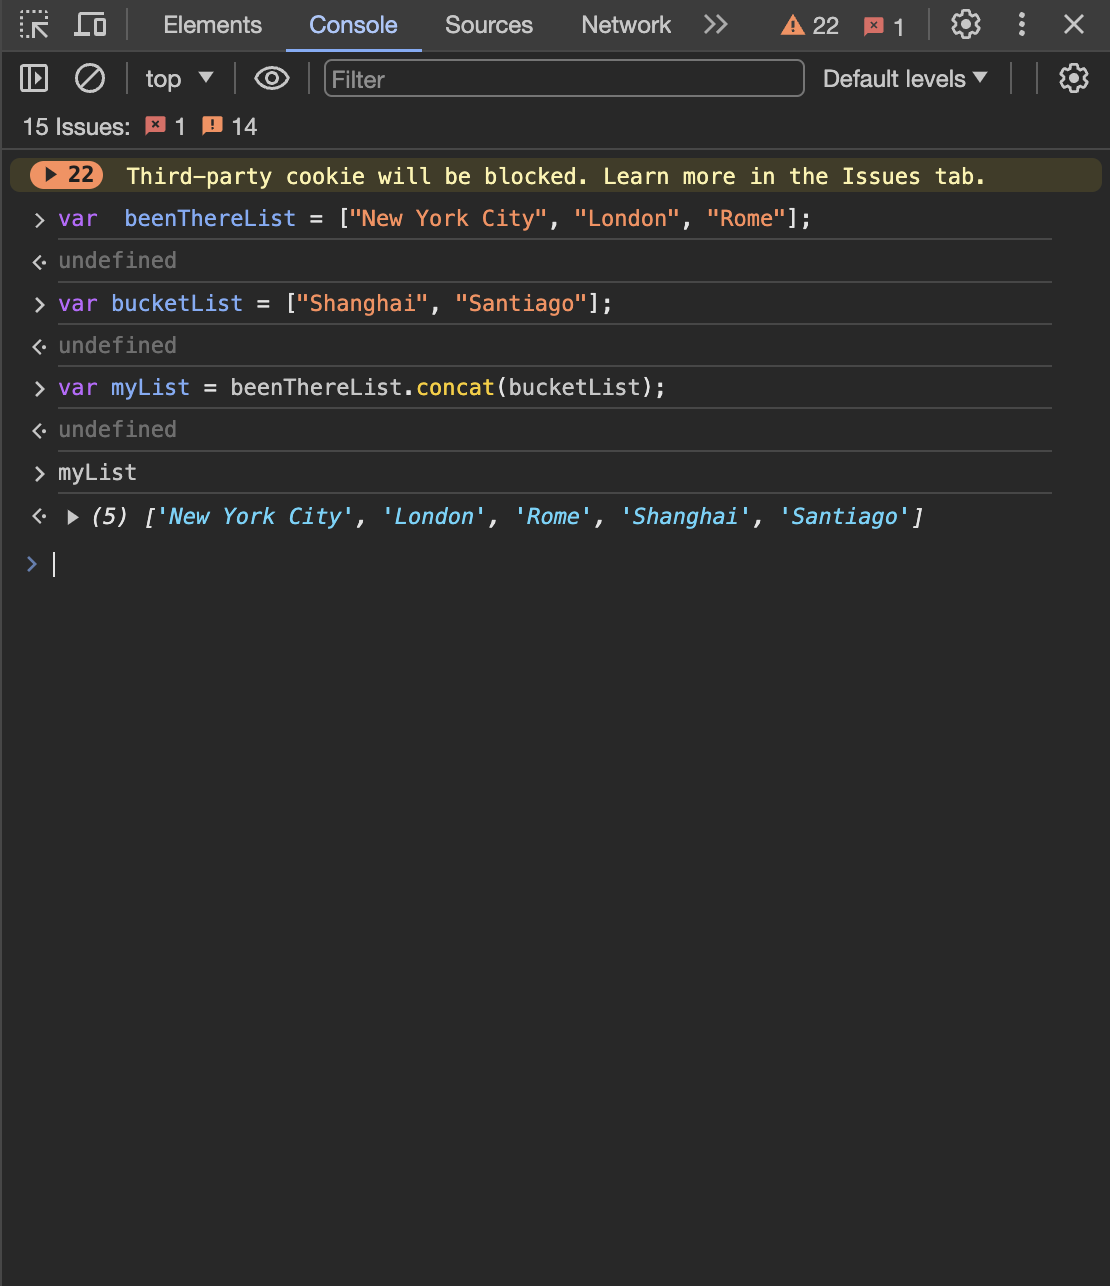 Elements Console Sources Network 22 1
top Filter Default levels
15 Issues: 1 14
22 Third-party cookie will be blocked. Learn more in the Issues tab.
var  beenThereList = ["New York City", "London", "Rome"];
undefined
var bucketList = ["Shanghai", "Santiago"];
undefined
var myList = beenThereList.concat(bucketList);
undefined
myList
(5) ['New York City', 'London', 'Rome', 'Shanghai', 'Santiago']